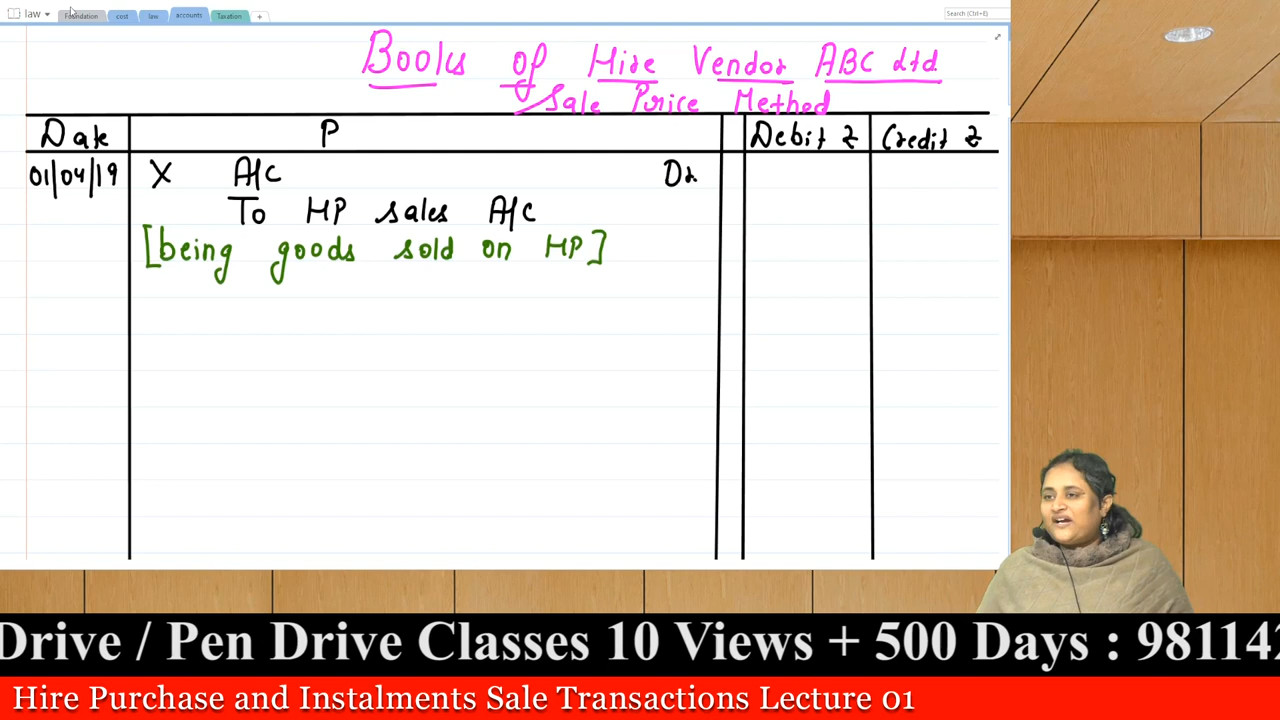 law
Foundation cost law accounts Taxation +
Search (Ctrl+E)
Books of Hire Vendor ABC Ltd
Sale Price Method
Date P Debit ₹ Credit ₹
01/04/19 X A/c Dr
To HP sales A/c
[being goods sold on HP]
Drive / Pen Drive Classes 10 Views + 500 Days : 98114
Hire Purchase and Instalments Sale Transactions Lecture 01